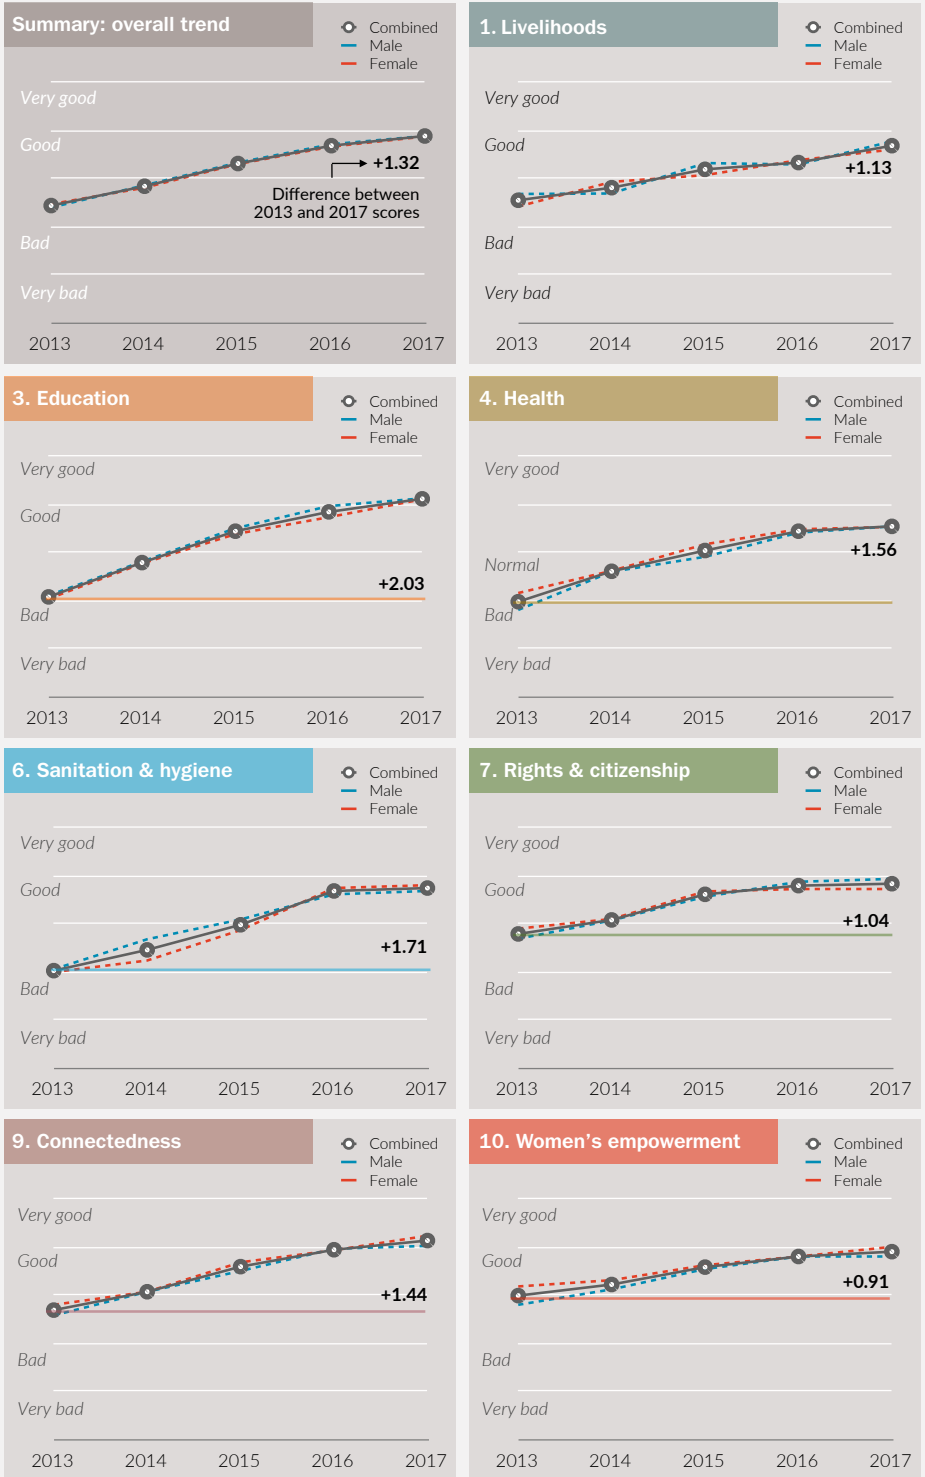 Summary: overall trend
Combined
Male
Female
Very good
Good
+1.32
Difference between
2013 and 2017 scores
Bad
Very bad
2013 2014 2015 2016 2017
1. Livelihoods
Combined
Male
Female
Very good
Good
+1.13
Bad
Very bad
2013 2014 2015 2016 2017
3. Education
Combined
Male
Female
Very good
Good
+2.03
Bad
Very bad
2013 2014 2015 2016 2017
4. Health
Combined
Male
Female
Very good
+1.56
Normal
Bad
Very bad
2013 2014 2015 2016 2017
6. Sanitation & hygiene
Combined
Male
Female
Very good
Good
+1.71
Bad
Very bad
2013 2014 2015 2016 2017
7. Rights & citizenship
Combined
Male
Female
Very good
Good
+1.04
Bad
Very bad
2013 2014 2015 2016 2017
9. Connectedness
Combined
Male
Female
Very good
Good
+1.44
Bad
Very bad
2013 2014 2015 2016 2017
10. Women's empowerment
Combined
Male
Female
Very good
Good
+0.91
Bad
Very bad
2013 2014 2015 2016 2017